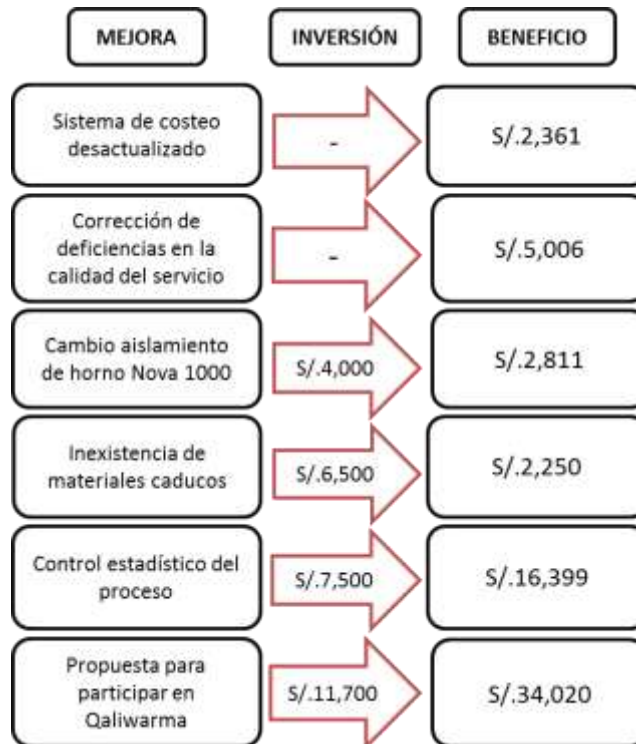 MEJORA
INVERSIÓN
BENEFICIO
Sistema de costeo
desactualizado
-
S/.2,361
Corrección de
deficiencias en la
calidad del servicio
-
S/.5,006
Cambio aislamiento
de horno Nova 1000
S/.4,000
S/.2,811
Inexistencia de
materiales caducos
S/.6,500
S/.2,250
Control estadístico del
proceso
S/.7,500
S/.16,399
Propuesta para
participar en
Qaliwarma
S/.11,700
S/.34,020